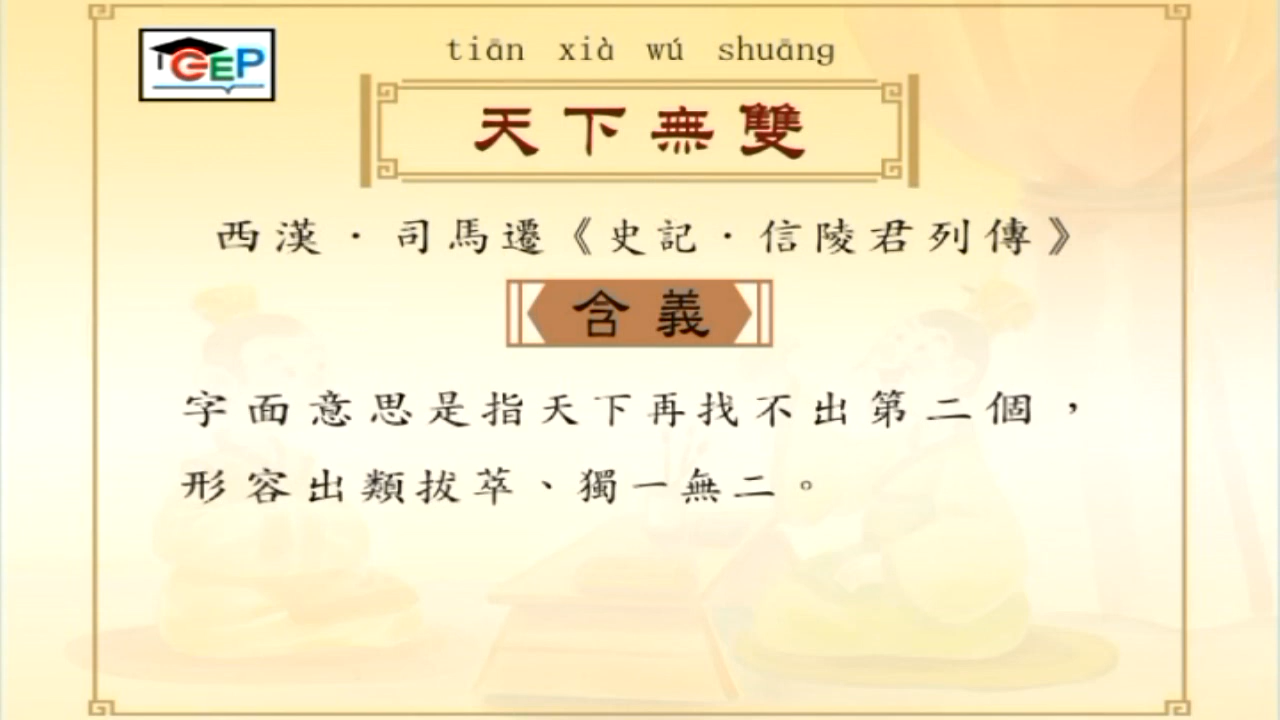 GEP
tiān xià wú shuāng
天下無雙
西漢．司馬遷《史記．信陵君列傳》
含義
字面意思是指天下再找不出第二個，
形容出類拔萃、獨一無二。